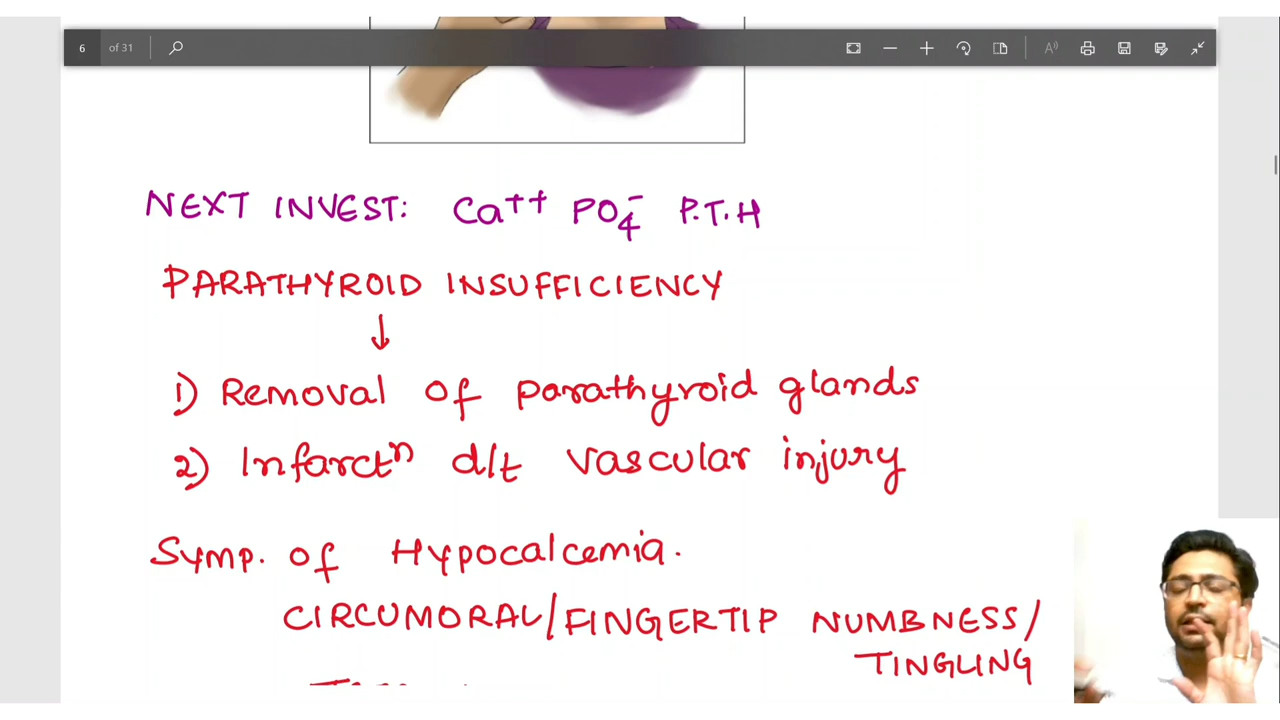 6 of 31
NEXT INVEST: Ca++ PO4- P.T.H
PARATHYROID INSUFFICIENCY
↓
1) Removal of parathyroid glands
2) Infarctn d/t vascular injury
Symp. of Hypocalcemia.
CIRCUMORAL/FINGERTIP NUMBNESS/
TINGLING